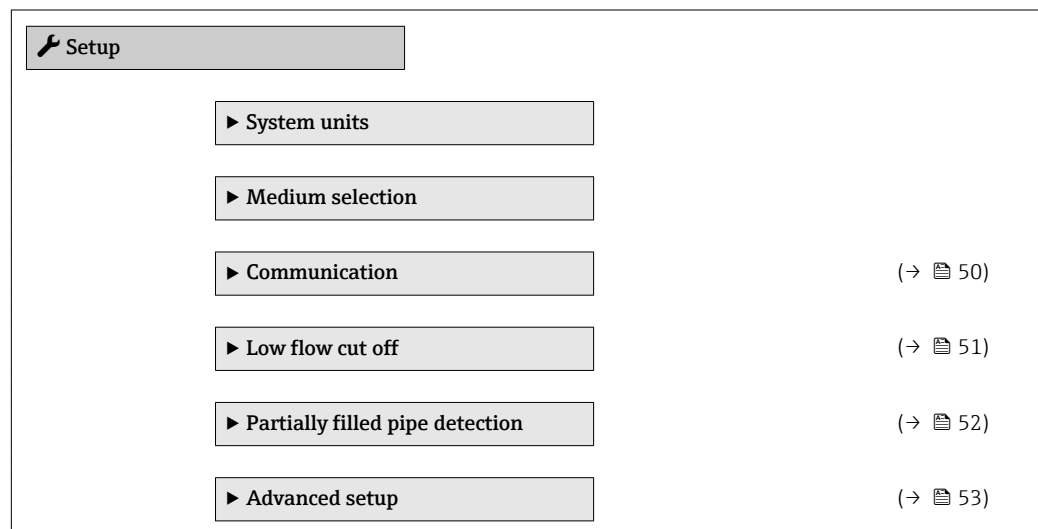 Setup
► System units
► Medium selection
► Communication (→ 50)
► Low flow cut off (→ 51)
► Partially filled pipe detection (→ 52)
► Advanced setup (→ 53)